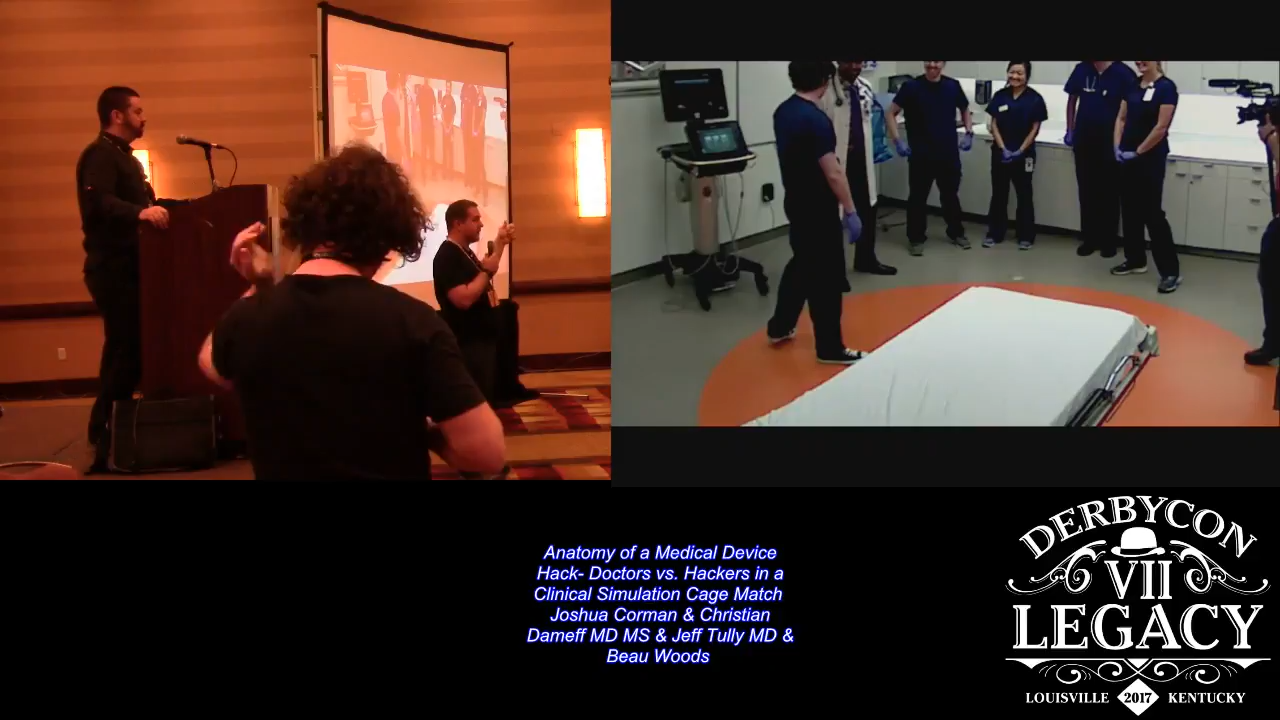 Anatomy of a Medical Device
Hack- Doctors vs. Hackers in a
Clinical Simulation Cage Match
Joshua Corman & Christian
Dameff MD MS & Jeff Tully MD &
Beau Woods
DERBYCON
VII
LEGACY
LOUISVILLE 2017 KENTUCKY